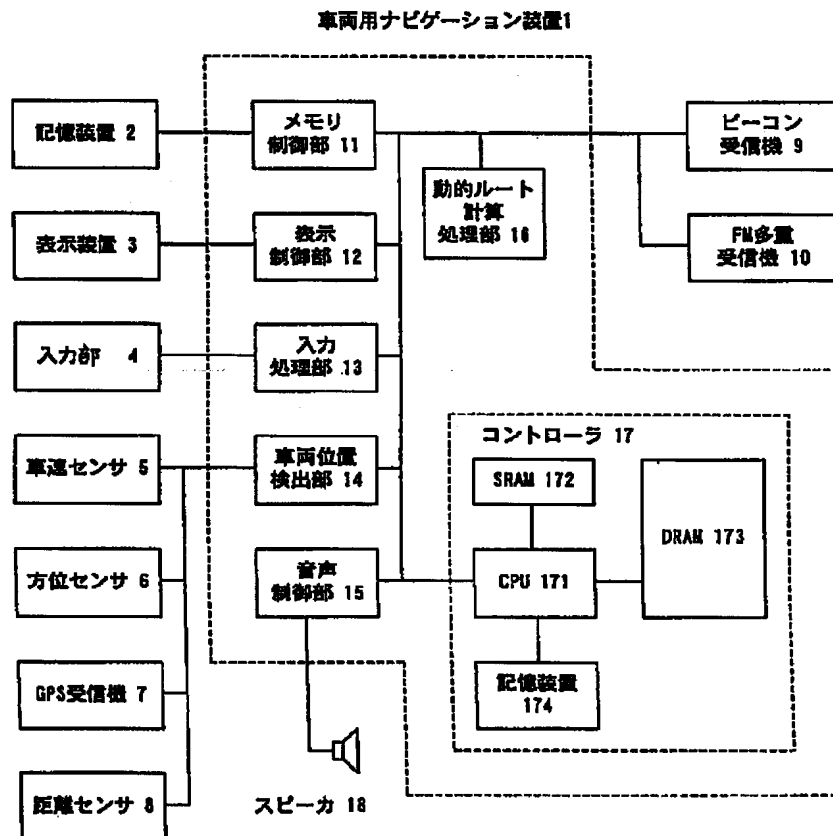 車両用ナビゲーション装置1
記憶装置 2
メモリ
制御部 11
ビーコン
受信機 9
動的ルート
計算
処理部 16
表示装置 3
表示
制御部 12
FM多重
受信機 10
入力部 4
入力
処理部 13
コントローラ 17
車速センサ 5
車両位置
検出部 14
SRAM 172
DRAM 173
方位センサ 6
音声
制御部 15
CPU 171
GPS受信機 7
記憶装置
174
距離センサ 8
スピーカ 18